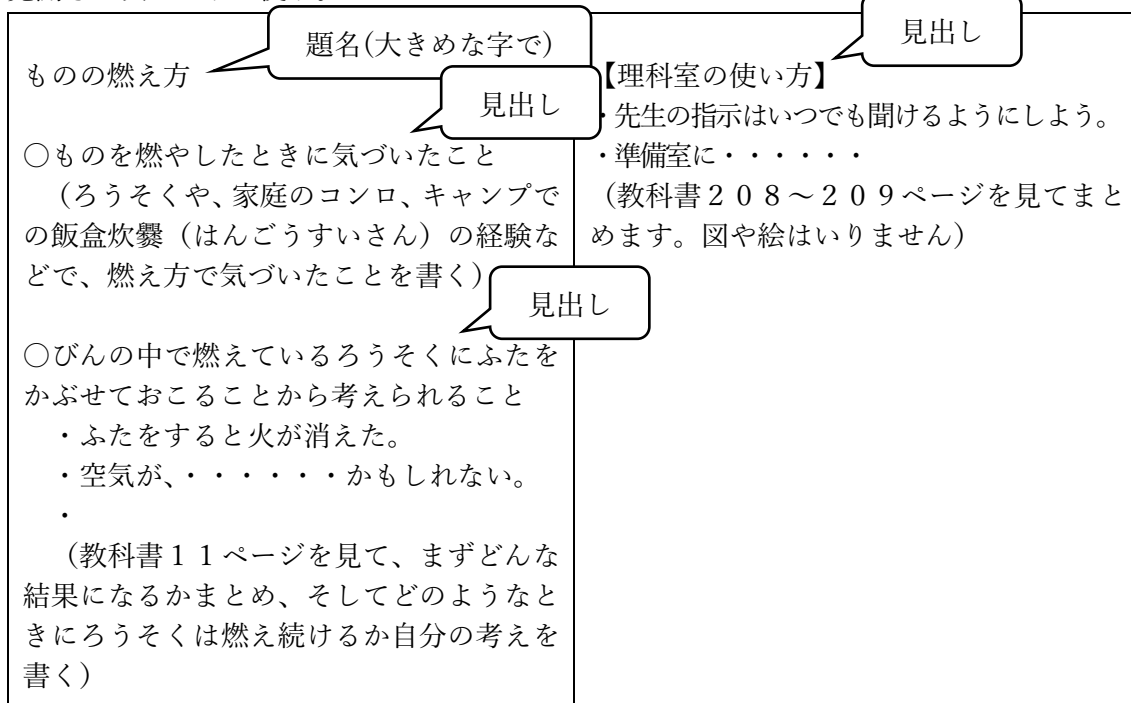 題名(大きめな字で)
ものの燃え方
見出し
○ものを燃やしたときに気づいたこと
(ろうそくや、家庭のコンロ、キャンプで
の飯盒炊爨(はんごうすいさん)の経験な
どで、燃え方で気づいたことを書く)
見出し
○びんの中で燃えているろうそくにふたを
かぶせておこることから考えられること
・ふたをすると火が消えた。
・空気が、・・・・・・かもしれない。
・
(教科書11ページを見て、まずどんな
結果になるかまとめ、そしてどのようなと
きにろうそくは燃え続けるか自分の考えを
書く)
見出し
【理科室の使い方】
・先生の指示はいつでも聞けるようにしよう。
・準備室に・・・・・・
(教科書208~209ページを見てまと
めます。図や絵はいりません)